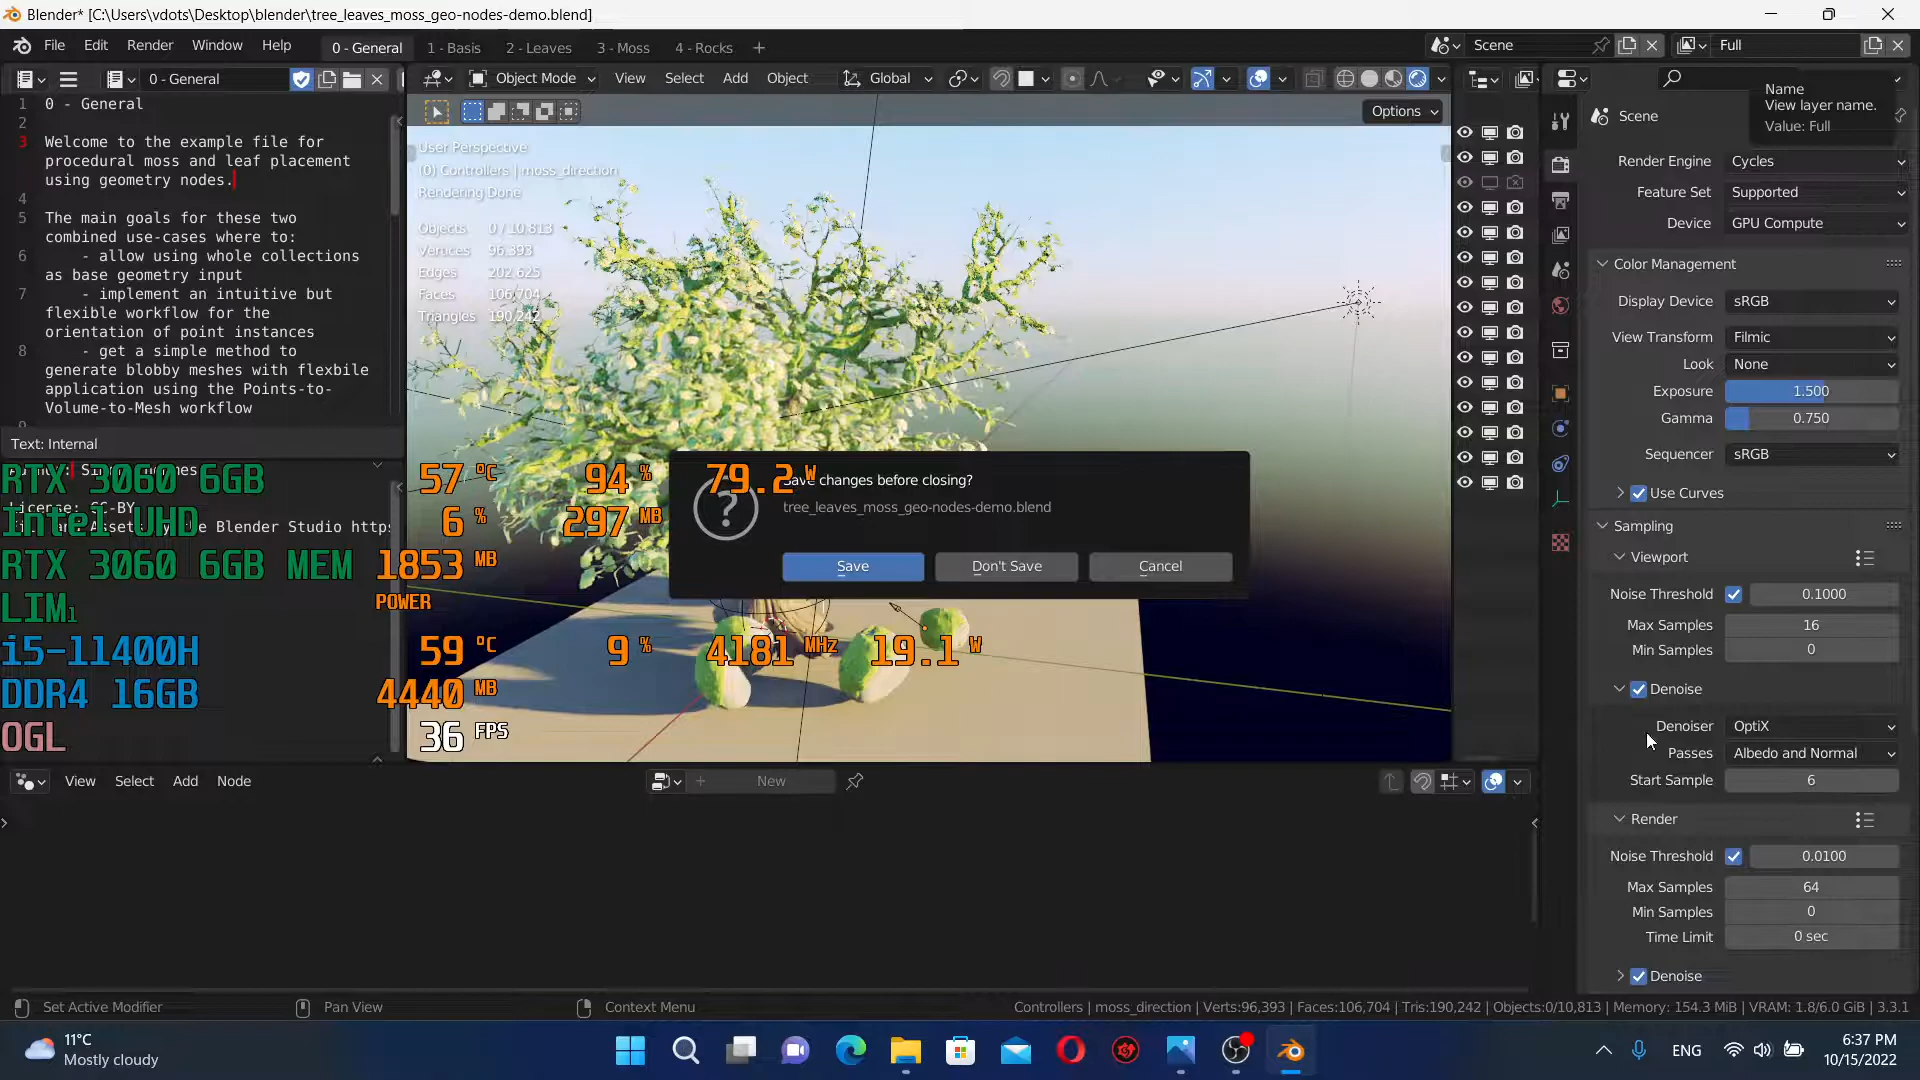 Blender* [C:\Users\vdots\Desktop\blender\tree_leaves_moss_geo-nodes-demo.blend]
File Edit Render Window Help 0 - General 1 - Basis 2 - Leaves 3 - Moss 4 - Rocks + Scene Full
0 - General Object Mode View Select Add Object Global
Options
1 0 - General
2
3 Welcome to the example file for
procedural moss and leaf placement
using geometry nodes.
4
5 The main goals for these two
combined use-cases where to:
6 - allow using whole collections
as base geometry input
7 - implement an intuitive but
flexible workflow for the
orientation of point instances
8 - get a simple method to
generate blobby meshes with flexbile
application using the Points-to-
Volume-to-Mesh workflow
Text: Internal
License: CC-BY
the Blender Studio https
User Perspective
(0) Controllers | moss_direction
Rendering Done
Objects 0 / 10,813
Vertices 96,393
Edges 202,625
Faces 106,704
Triangles 190,242
RTX 3060 6GB 57 °C 94 % 79.2 W
Intel UHD 6 % 297 MB
RTX 3060 6GB MEM 1853 MB
LIM1 POWER
i5-11400H 59 °C 9 % 4181 MHz 19.1 W
DDR4 16GB 4440 MB
OGL 36 FPS
changes before closing?
tree_leaves_moss_geo-nodes-demo.blend
Save Don't Save Cancel
Name
View layer name.
Value: Full
Scene
Render Engine Cycles
Feature Set Supported
Device GPU Compute
Color Management
Display Device sRGB
View Transform Filmic
Look None
Exposure 1.500
Gamma 0.750
Sequencer sRGB
Use Curves
Sampling
Viewport
Noise Threshold 0.1000
Max Samples 16
Min Samples 0
Denoise
Denoiser OptiX
Passes Albedo and Normal
Start Sample 6
Render
Noise Threshold 0.0100
Max Samples 64
Min Samples 0
Time Limit 0 sec
Denoise
View Select Add Node New
Set Active Modifier Pan View Context Menu Controllers | moss_direction | Verts:96,393 | Faces:106,704 | Tris:190,242 | Objects:0/10,813 | Memory: 154.3 MiB | VRAM: 1.8/6.0 GiB | 3.3.1
11°C
Mostly cloudy
ENG
6:37 PM
10/15/2022